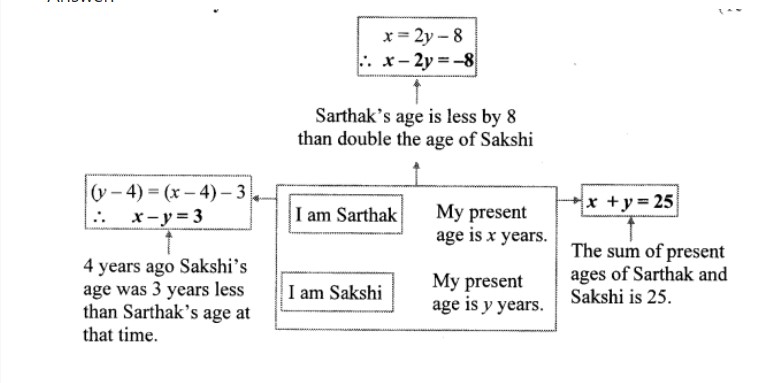 x = 2y – 8
∴ x – 2y = –8
Sarthak's age is less by 8
than double the age of Sakshi
(y – 4) = (x – 4) – 3
∴ x – y = 3
4 years ago Sakshi's
age was 3 years less
than Sarthak's age at
that time.
I am Sarthak
My present
age is x years.
I am Sakshi
My present
age is y years.
x + y = 25
The sum of present
ages of Sarthak and
Sakshi is 25.